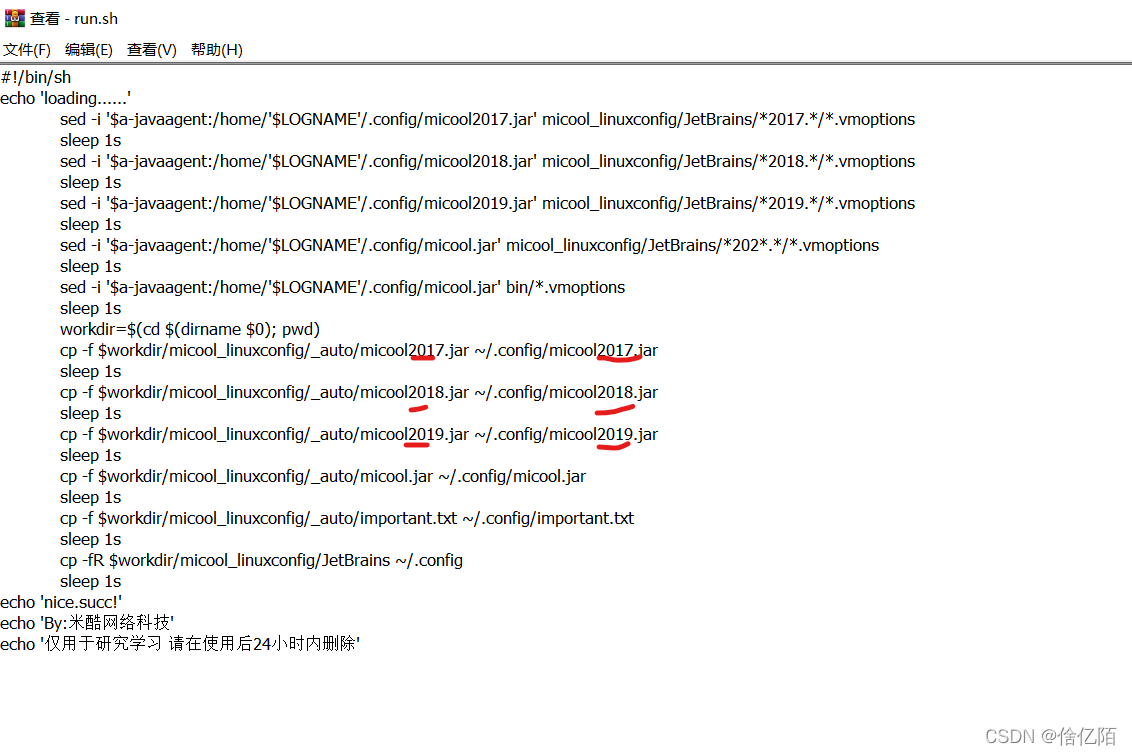 查看 - run.sh
文件(F) 编辑(E) 查看(V) 帮助(H)
#!/bin/sh
echo 'loading......'
sed -i '$a-javaagent:/home/'$LOGNAME'/.config/micool2017.jar' micool_linuxconfig/JetBrains/*2017.*/*.vmoptions
sleep 1s
sed -i '$a-javaagent:/home/'$LOGNAME'/.config/micool2018.jar' micool_linuxconfig/JetBrains/*2018.*/*.vmoptions
sleep 1s
sed -i '$a-javaagent:/home/'$LOGNAME'/.config/micool2019.jar' micool_linuxconfig/JetBrains/*2019.*/*.vmoptions
sleep 1s
sed -i '$a-javaagent:/home/'$LOGNAME'/.config/micool.jar' micool_linuxconfig/JetBrains/*202*.*/*.vmoptions
sleep 1s
sed -i '$a-javaagent:/home/'$LOGNAME'/.config/micool.jar' bin/*.vmoptions
sleep 1s
workdir=$(cd $(dirname $0); pwd)
cp -f $workdir/micool_linuxconfig/_auto/micool2017.jar ~/.config/micool2017.jar
sleep 1s
cp -f $workdir/micool_linuxconfig/_auto/micool2018.jar ~/.config/micool2018.jar
sleep 1s
cp -f $workdir/micool_linuxconfig/_auto/micool2019.jar ~/.config/micool2019.jar
sleep 1s
cp -f $workdir/micool_linuxconfig/_auto/micool.jar ~/.config/micool.jar
sleep 1s
cp -f $workdir/micool_linuxconfig/_auto/important.txt ~/.config/important.txt
sleep 1s
cp -fR $workdir/micool_linuxconfig/JetBrains ~/.config
sleep 1s
echo 'nice.succ!'
echo 'By:米酷网络科技'
echo '仅用于研究学习 请在使用后24小时内删除'
CSDN @俻亿陌